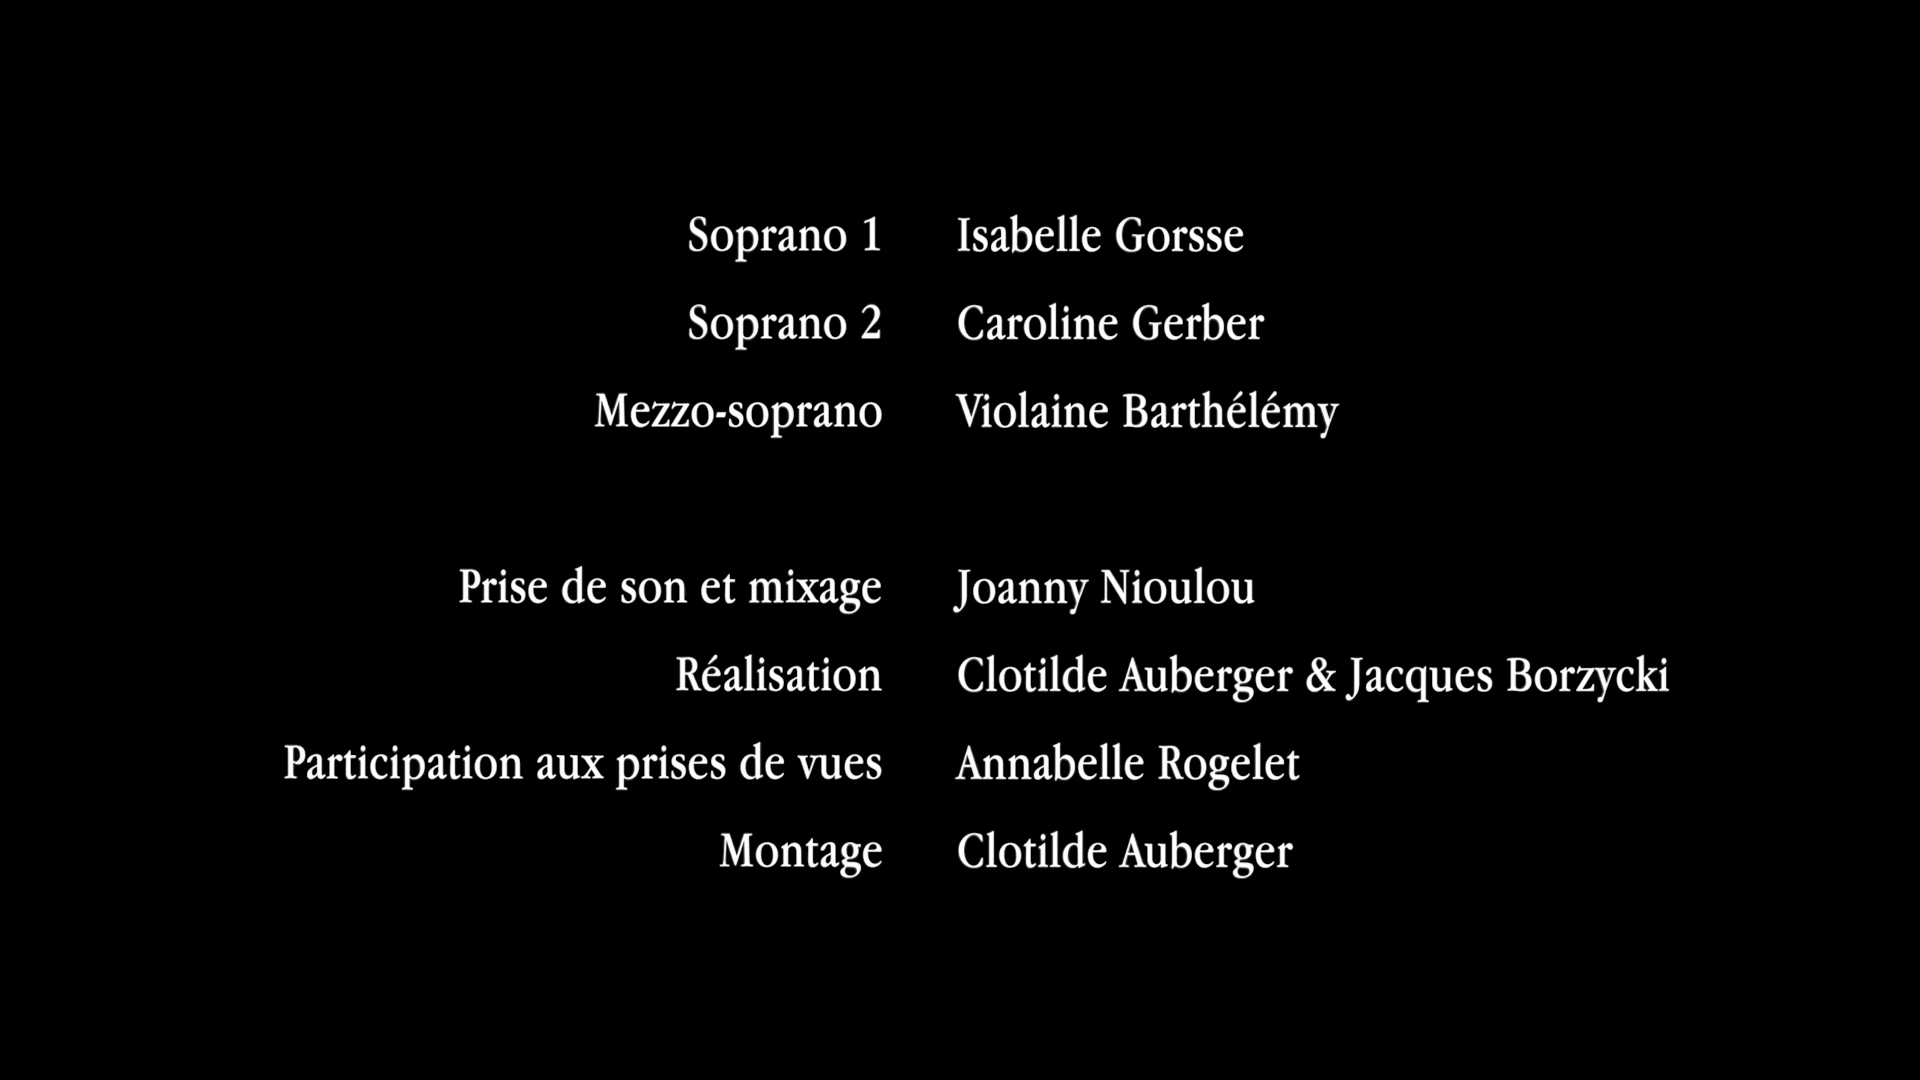 Soprano 1 Isabelle Gorsse
Soprano 2 Caroline Gerber
Mezzo-soprano Violaine Barthélémy
Prise de son et mixage Joanny Nioulou
Réalisation Clotilde Auberger & Jacques Borzycki
Participation aux prises de vues Annabelle Rogelet
Montage Clotilde Auberger